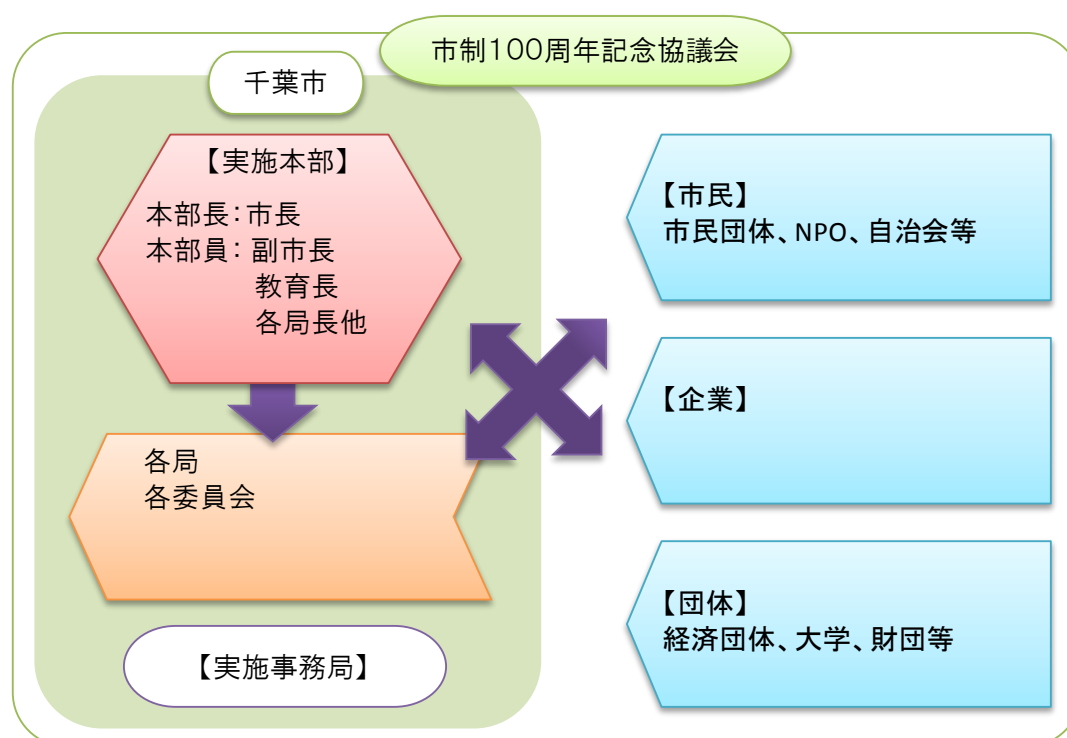 市制100周年記念協議会
千葉市
【実施本部】
本部長：市長
本部員： 副市長
教育長
各局長他
各局
各委員会
【実施事務局】
【市民】
市民団体、NPO、自治会等
【企業】
【団体】
経済団体、大学、財団等